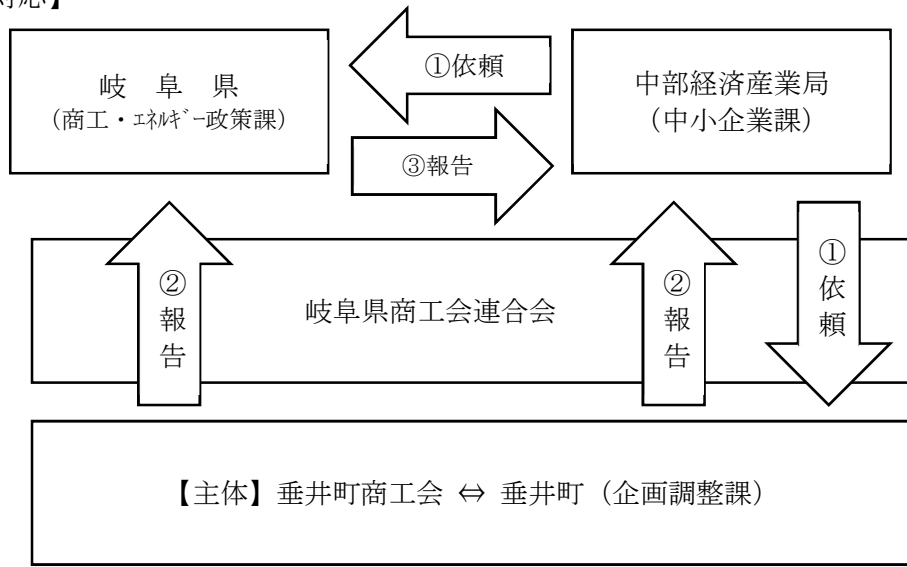 対応】
岐 阜 県
(商工・ｴﾈﾙｷﾞｰ政策課)
①依頼
中部経済産業局
(中小企業課)
③報告
②報告
岐阜県商工会連合会
②報告
①依頼
【主体】垂井町商工会 ⇔ 垂井町（企画調整課）